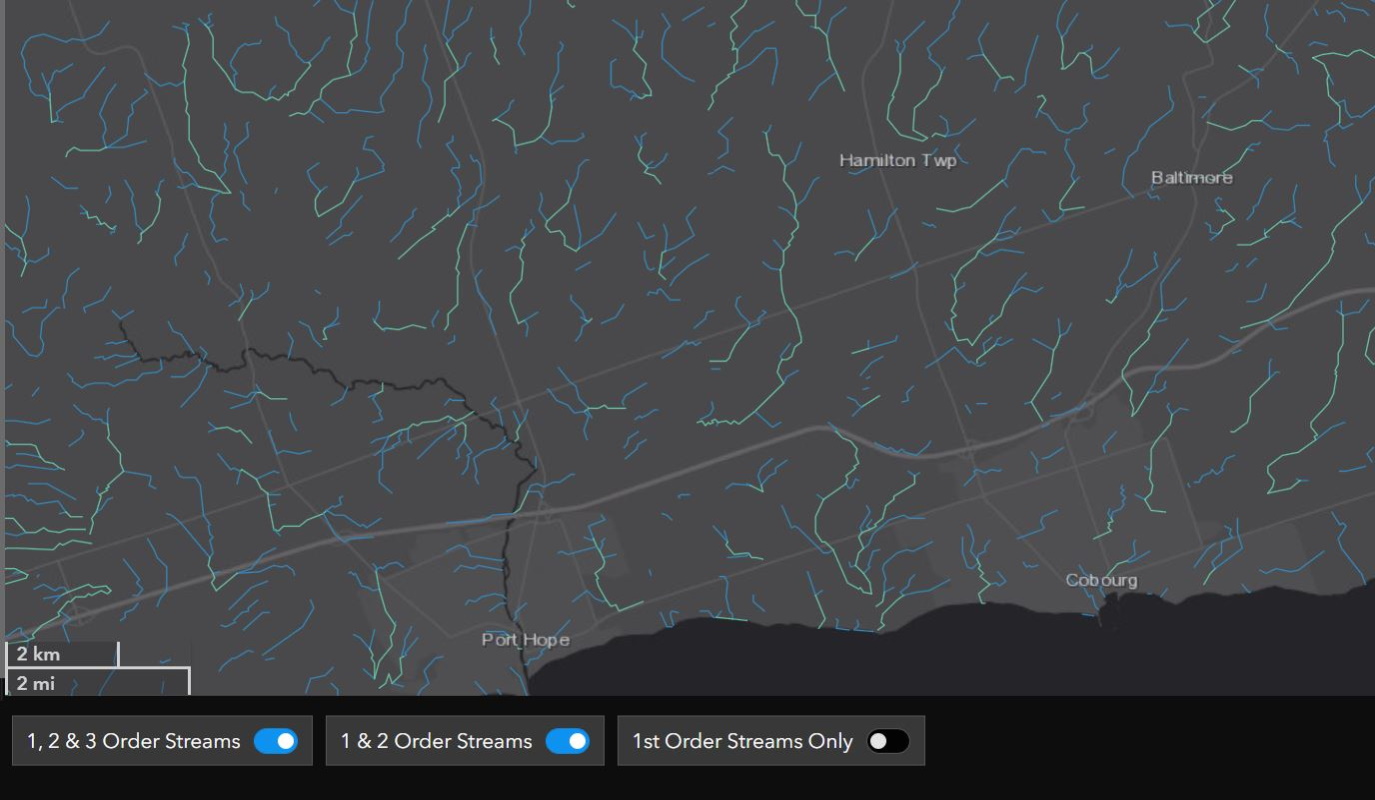 Hamilton Twp
Baltimore
Cobourg
Port Hope
2 km
2 mi
1, 2 & 3 Order Streams
1 & 2 Order Streams
1st Order Streams Only